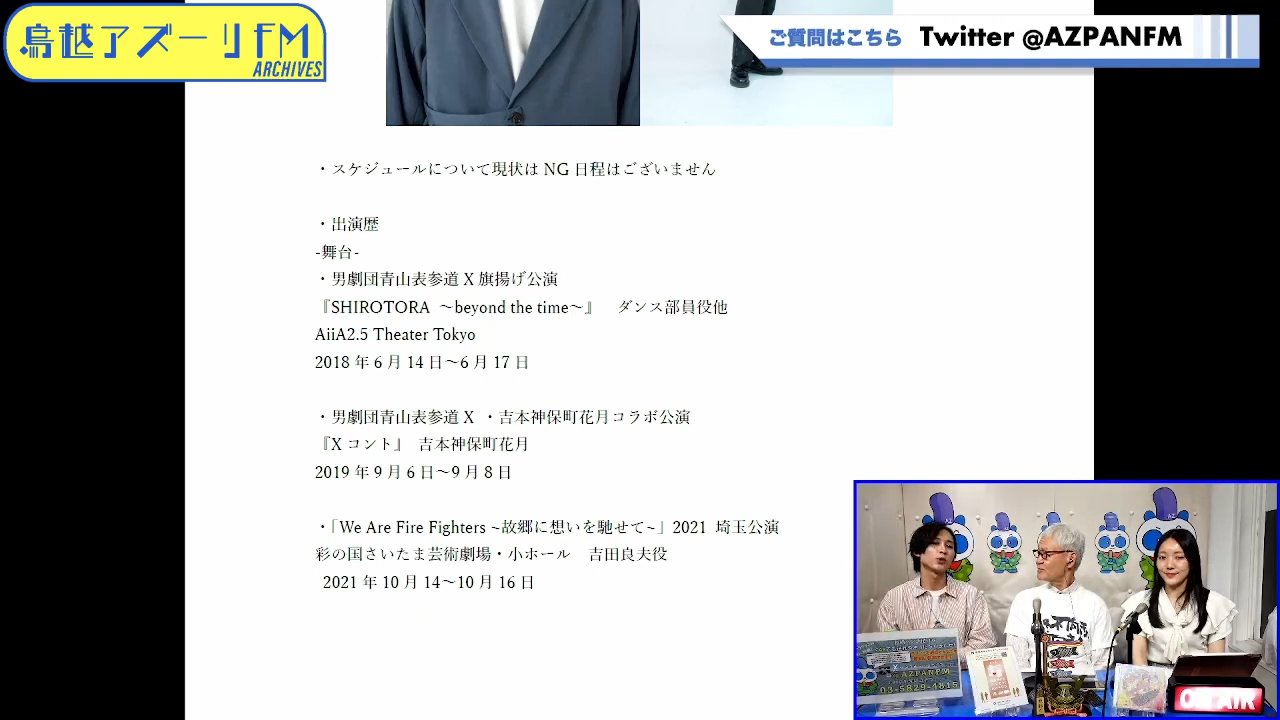 鳥越アズーリFM
ARCHIVES
ご質問はこちら Twitter @AZPANFM
・スケジュールについて現状は NG 日程はございません
・出演歴
-舞台-
・男劇団青山表参道 X 旗揚げ公演
『SHIROTORA ～beyond the time～』 ダンス部員役他
AiiA2.5 Theater Tokyo
2018 年 6 月 14 日～6 月 17 日
・男劇団青山表参道 X ・吉本神保町花月コラボ公演
『X コント』 吉本神保町花月
2019 年 9 月 6 日～9 月 8 日
・「We Are Fire Fighters ~故郷に想いを馳せて~」2021 埼玉公演
彩の国さいたま芸術劇場・小ホール 吉田良夫役
2021 年 10 月 14～10 月 16 日
AZPANFM
03-5829-4815
ON AIR